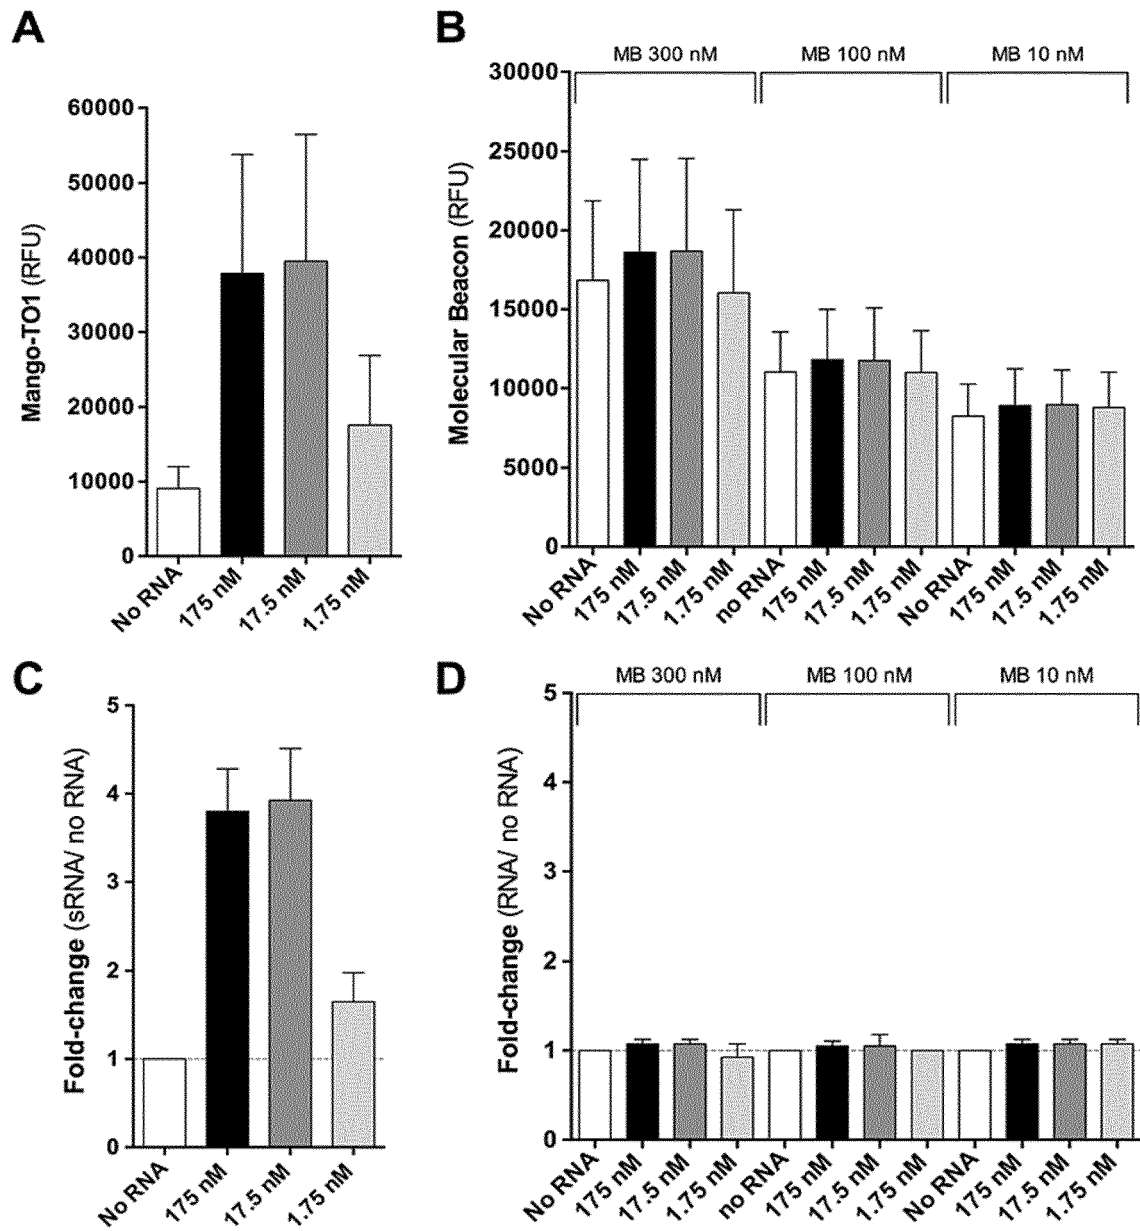 A
Mango-TO1 (RFU)
60000
50000
40000
30000
20000
10000
0
No RNA
175 nM
17.5 nM
1.75 nM
B
MB 300 nM
MB 100 nM
MB 10 nM
Molecular Beacon (RFU)
30000
25000
20000
15000
10000
5000
0
No RNA
175 nM
17.5 nM
1.75 nM
no RNA
175 nM
17.5 nM
1.75 nM
No RNA
175 nM
17.5 nM
1.75 nM
C
Fold-change (sRNA/ no RNA)
5
4
3
2
1
0
No RNA
175 nM
17.5 nM
1.75 nM
D
MB 300 nM
MB 100 nM
MB 10 nM
Fold-change (RNA/ no RNA)
5
4
3
2
1
0
No RNA
175 nM
17.5 nM
1.75 nM
no RNA
175 nM
17.5 nM
1.75 nM
No RNA
175 nM
17.5 nM
1.75 nM